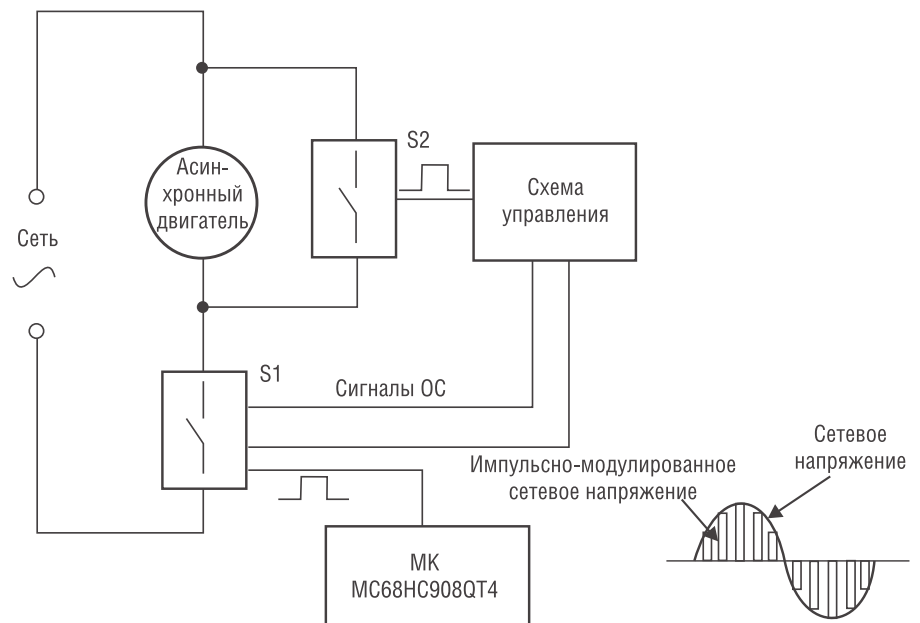 S2
Асин-
хронный
двигатель
Схема
управления
Сеть
S1
Сигналы ОС
Сетевое
напряжение
Импульсно-модулированное
сетевое напряжение
МК
MC68HC908QT4